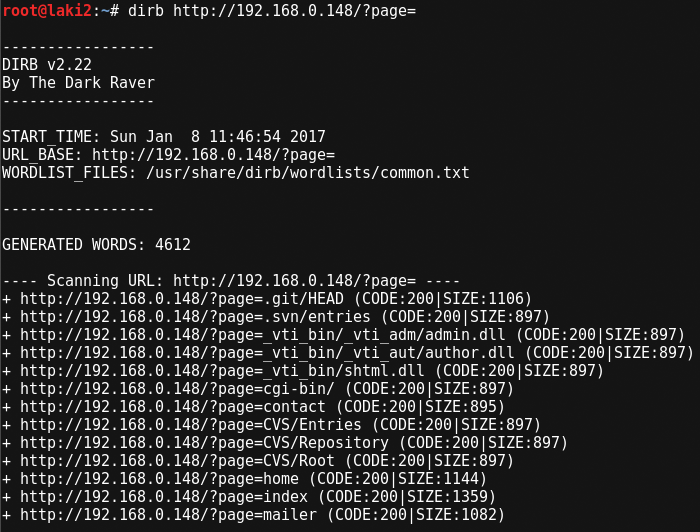 root@laki2:~# dirb http://192.168.0.148/?page=
-----------------
DIRB v2.22
By The Dark Raver
-----------------
START_TIME: Sun Jan  8 11:46:54 2017
URL_BASE: http://192.168.0.148/?page=
WORDLIST_FILES: /usr/share/dirb/wordlists/common.txt
-----------------
GENERATED WORDS: 4612
---- Scanning URL: http://192.168.0.148/?page= ----
+ http://192.168.0.148/?page=.git/HEAD (CODE:200|SIZE:1106)
+ http://192.168.0.148/?page=.svn/entries (CODE:200|SIZE:897)
+ http://192.168.0.148/?page=_vti_bin/_vti_adm/admin.dll (CODE:200|SIZE:897)
+ http://192.168.0.148/?page=_vti_bin/_vti_aut/author.dll (CODE:200|SIZE:897)
+ http://192.168.0.148/?page=_vti_bin/shtml.dll (CODE:200|SIZE:897)
+ http://192.168.0.148/?page=cgi-bin/ (CODE:200|SIZE:897)
+ http://192.168.0.148/?page=contact (CODE:200|SIZE:895)
+ http://192.168.0.148/?page=CVS/Entries (CODE:200|SIZE:897)
+ http://192.168.0.148/?page=CVS/Repository (CODE:200|SIZE:897)
+ http://192.168.0.148/?page=CVS/Root (CODE:200|SIZE:897)
+ http://192.168.0.148/?page=home (CODE:200|SIZE:1144)
+ http://192.168.0.148/?page=index (CODE:200|SIZE:1359)
+ http://192.168.0.148/?page=mailer (CODE:200|SIZE:1082)